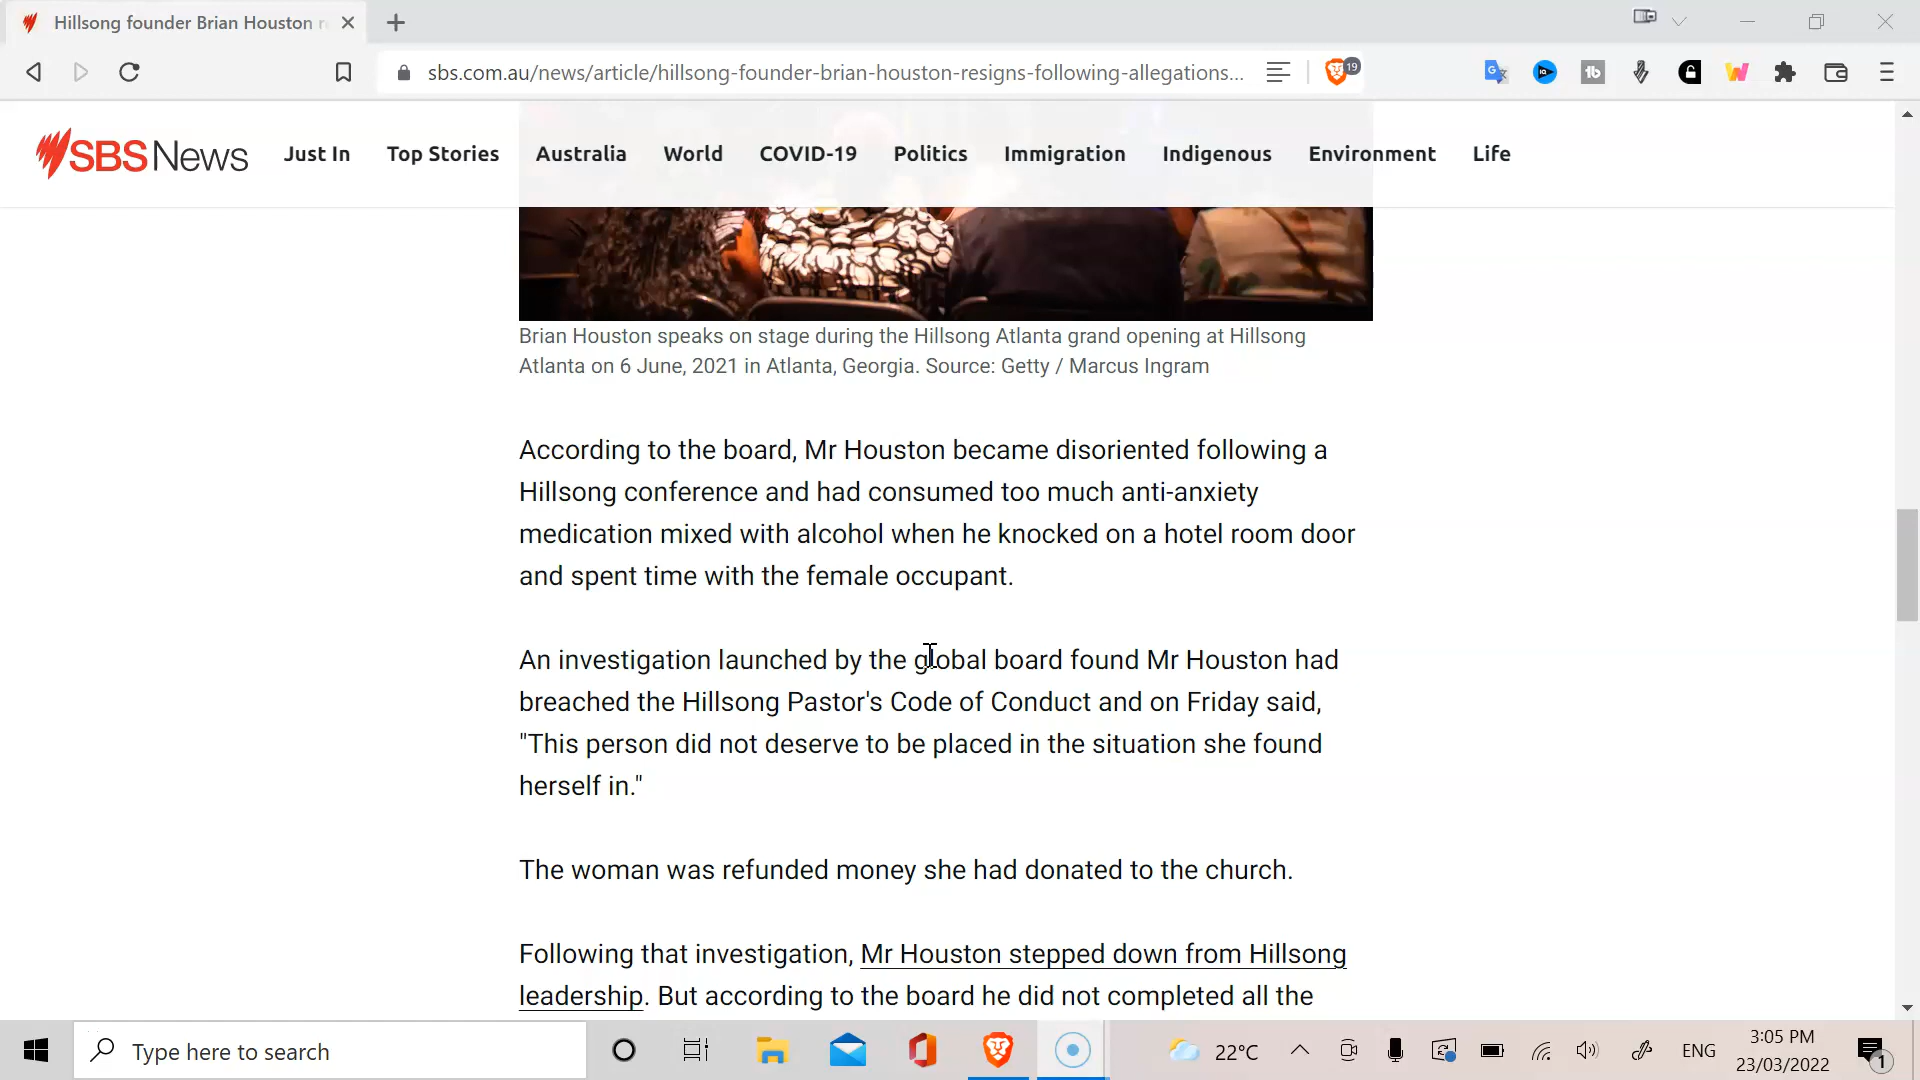 Hillsong founder Brian Houston r
sbs.com.au/news/article/hillsong-founder-brian-houston-resigns-following-allegations...
19
SBS News
Just In
Top Stories
Australia
World
COVID-19
Politics
Immigration
Indigenous
Environment
Life
Brian Houston speaks on stage during the Hillsong Atlanta grand opening at Hillsong
Atlanta on 6 June, 2021 in Atlanta, Georgia. Source: Getty / Marcus Ingram
According to the board, Mr Houston became disoriented following a
Hillsong conference and had consumed too much anti-anxiety
medication mixed with alcohol when he knocked on a hotel room door
and spent time with the female occupant.
An investigation launched by the global board found Mr Houston had
breached the Hillsong Pastor's Code of Conduct and on Friday said,
"This person did not deserve to be placed in the situation she found
herself in."
The woman was refunded money she had donated to the church.
Following that investigation, Mr Houston stepped down from Hillsong
leadership. But according to the board he did not completed all the
Type here to search
22°C
ENG
3:05 PM
23/03/2022
1